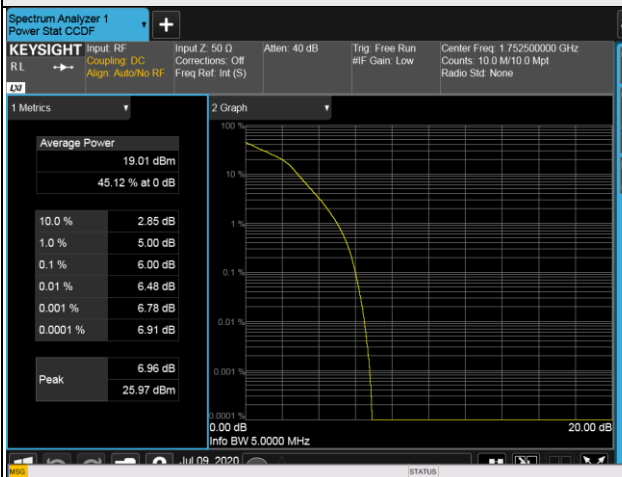 Spectrum Analyzer 1
Power Stat CCDF
KEYSIGHT
RL
LXI
Input: RF
Coupling: DC
Align: Auto/No RF
Input Z: 50 Ω
Corrections: Off
Freq Ref: Int (S)
Atten: 40 dB
Trig: Free Run
#IF Gain: Low
Center Freq: 1.752500000 GHz
Counts: 10.0 M/10.0 Mpt
Radio Std: None
1 Metrics
Average Power
19.01 dBm
45.12 % at 0 dB
10.0 % 2.85 dB
1.0 % 5.00 dB
0.1 % 6.00 dB
0.01 % 6.48 dB
0.001 % 6.78 dB
0.0001 % 6.91 dB
Peak
6.96 dB
25.97 dBm
2 Graph
100 %
10 %
1 %
0.1 %
0.01 %
0.001 %
0.0001 %
0.00 dB 20.00 dB
Info BW 5.0000 MHz
Jul 09, 2020
MSG STATUS